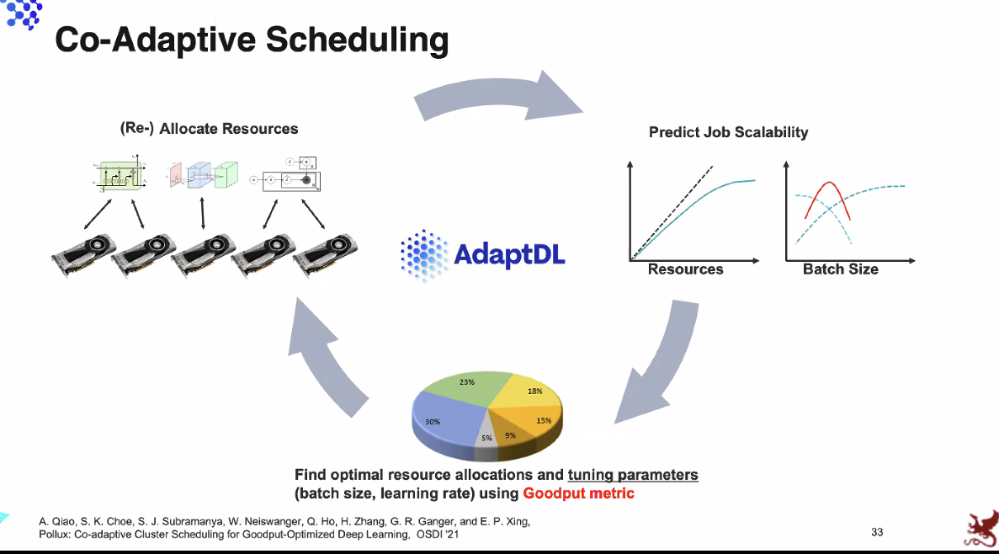 Co-Adaptive Scheduling
(Re-) Allocate Resources
Predict Job Scalability
AdaptDL
Resources
Batch Size
23%
18%
30%
15%
5%
9%
Find optimal resource allocations and tuning parameters
(batch size, learning rate) using Goodput metric
A. Qiao, S. K. Choe, S. J. Subramanya, W. Neiswanger, Q. Ho, H. Zhang, G. R. Ganger, and E. P. Xing,
Pollux: Co-adaptive Cluster Scheduling for Goodput-Optimized Deep Learning, OSDI '21
33